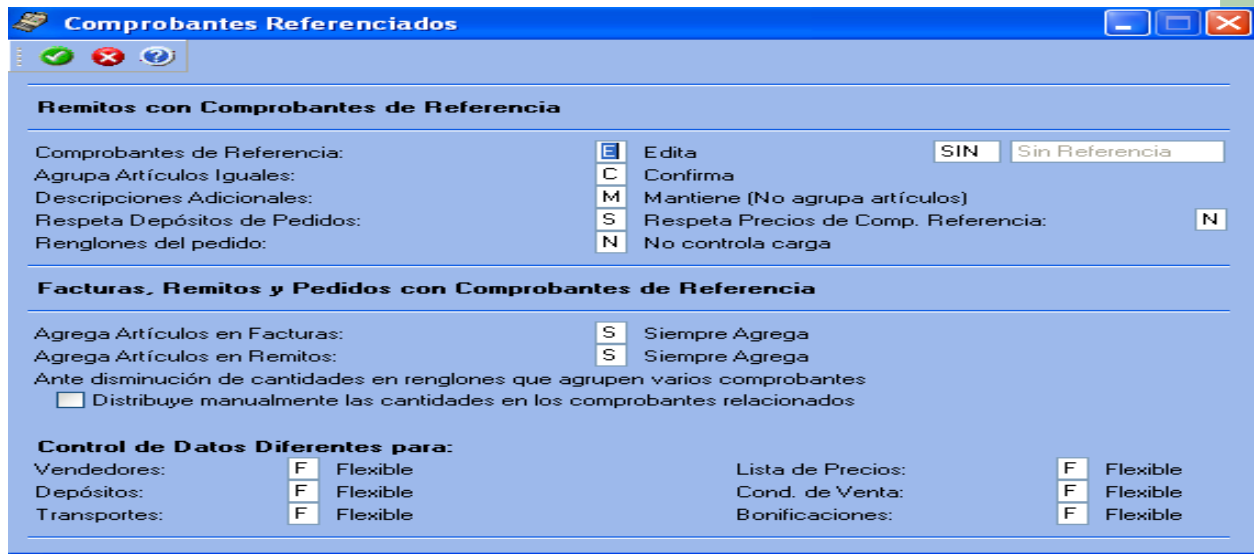 Comprobantes Referenciados
Remitos con Comprobantes de Referencia
Comprobantes de Referencia: E Edita SIN Sin Referencia
Agrupa Artículos Iguales: C Confirma
Descripciones Adicionales: M Mantiene (No agrupa artículos)
Respeta Depósitos de Pedidos: S Respeta Precios de Comp. Referencia: N
Renglones del pedido: N No controla carga
Facturas, Remitos y Pedidos con Comprobantes de Referencia
Agrega Artículos en Facturas: S Siempre Agrega
Agrega Artículos en Remitos: S Siempre Agrega
Ante disminución de cantidades en renglones que agrupen varios comprobantes
Distribuye manualmente las cantidades en los comprobantes relacionados
Control de Datos Diferentes para:
Vendedores: F Flexible Lista de Precios: F Flexible
Depósitos: F Flexible Cond. de Venta: F Flexible
Transportes: F Flexible Bonificaciones: F Flexible